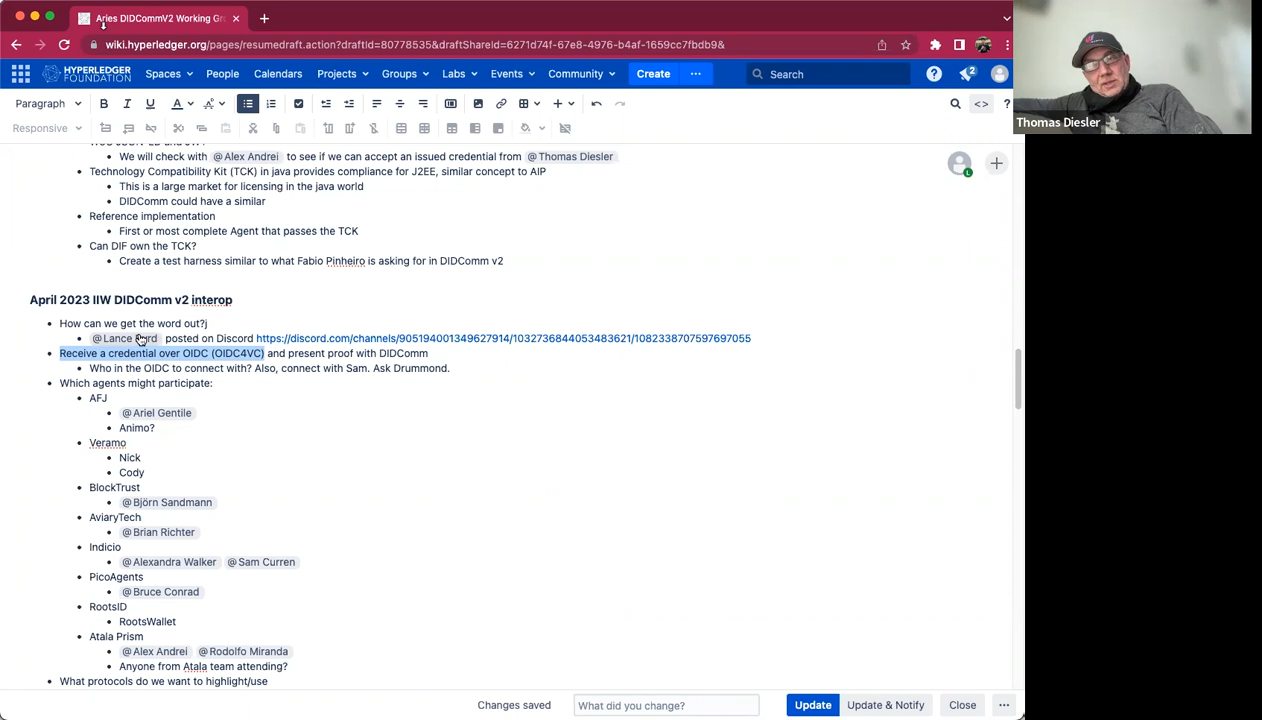 Aries DIDCommV2 Working Gr
wiki.hyperledger.org/pages/resumedraft.action?draftId=80778535&draftShareId=6271d74f-67e8-4976-b4af-1659cc7fbdb9&
HYPERLEDGER FOUNDATION Spaces People Calendars Projects Groups Labs Events Community Create ... Search 2
Paragraph B I U A
Responsive
Thomas Diesler
We will check with @Alex Andrei to see if we can accept an issued credential from @Thomas Diesler
Technology Compatibility Kit (TCK) in java provides compliance for J2EE, similar concept to AIP
This is a large market for licensing in the java world
DIDComm could have a similar
Reference implementation
First or most complete Agent that passes the TCK
Can DIF own the TCK?
Create a test harness similar to what Fabio Pinheiro is asking for in DIDComm v2
April 2023 IIW DIDComm v2 interop
How can we get the word out?j
@Lance posted on Discord https://discord.com/channels/905194001349627914/1032736844053483621/1082338707597697055
Receive a credential over OIDC (OIDC4VC) and present proof with DIDComm
Who in the OIDC to connect with? Also, connect with Sam. Ask Drummond.
Which agents might participate:
AFJ
@Ariel Gentile
Animo?
Veramo
Nick
Cody
BlockTrust
@Björn Sandmann
AviaryTech
@Brian Richter
Indicio
@Alexandra Walker @Sam Curren
PicoAgents
@Bruce Conrad
RootsID
RootsWallet
Atala Prism
@Alex Andrei @Rodolfo Miranda
Anyone from Atala team attending?
What protocols do we want to highlight/use
Changes saved What did you change? Update Update & Notify Close ...